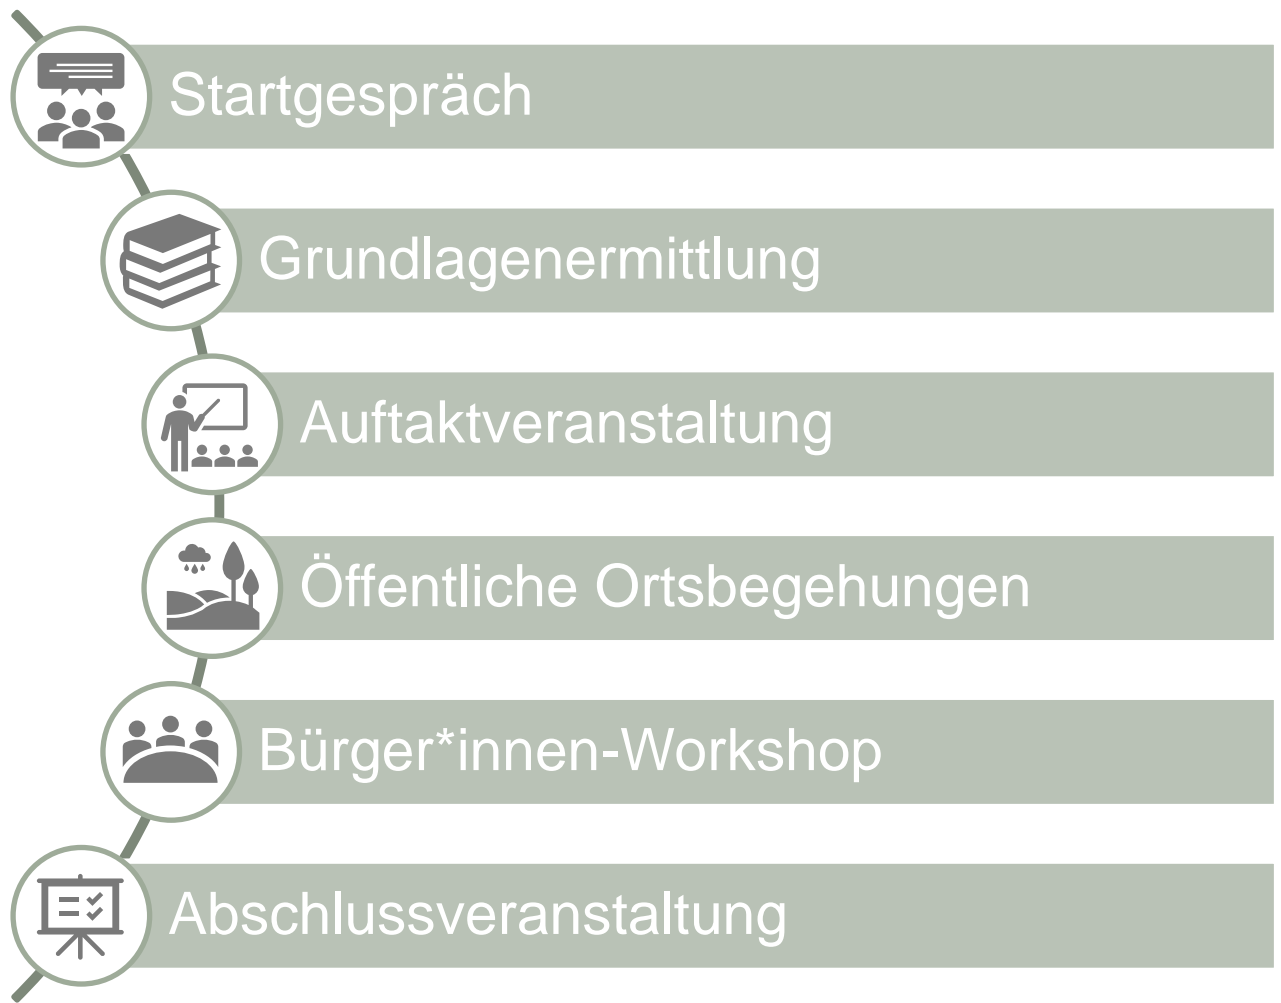 Startgespräch
Grundlagenermittlung
Auftaktveranstaltung
Öffentliche Ortsbegehungen
Bürger*innen-Workshop
Abschlussveranstaltung